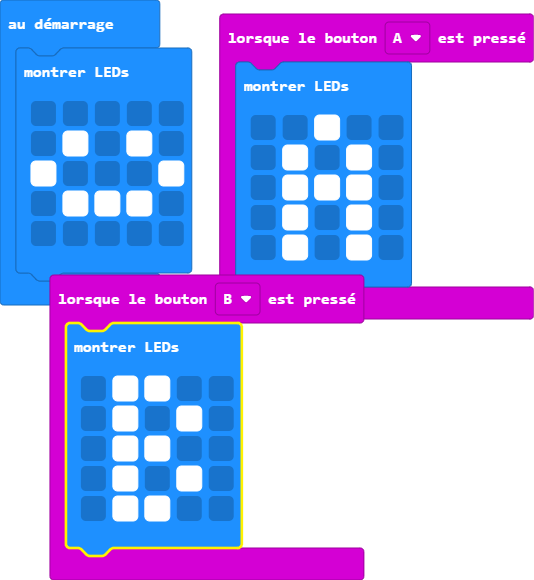 au démarrage
montrer LEDs
lorsque le bouton A est pressé
montrer LEDs
lorsque le bouton B est pressé
montrer LEDs